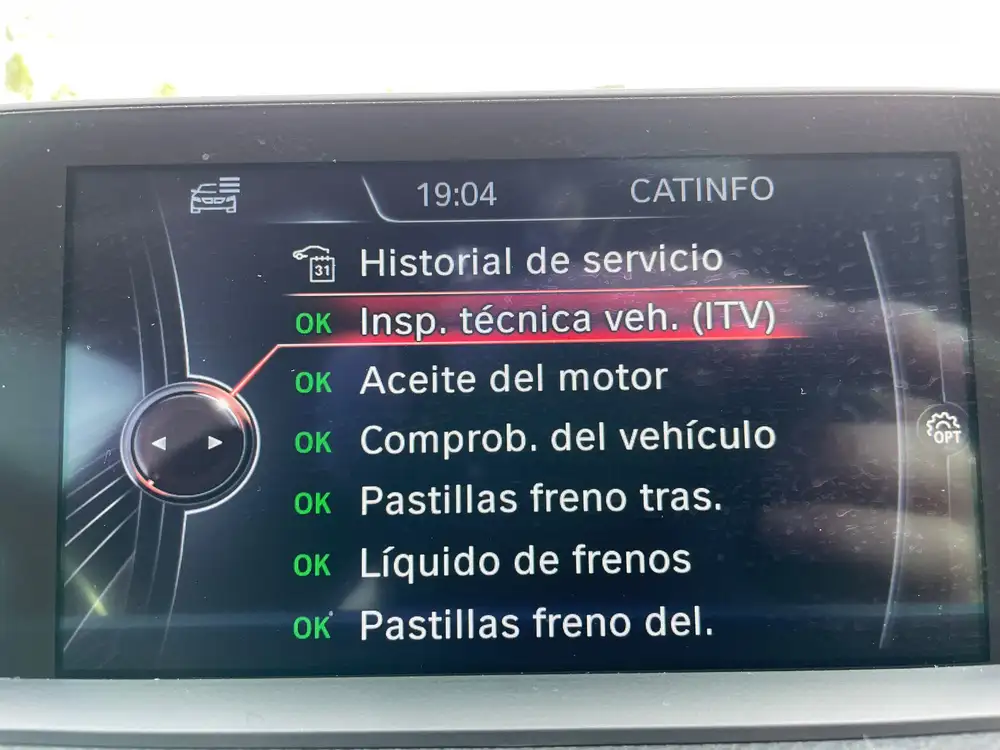 19:04 CATINFO
31 Historial de servicio
OK Insp. técnica veh. (ITV)
OK Aceite del motor
OK Comprob. del vehículo
OPT
OK Pastillas freno tras.
OK Líquido de frenos
OK Pastillas freno del.